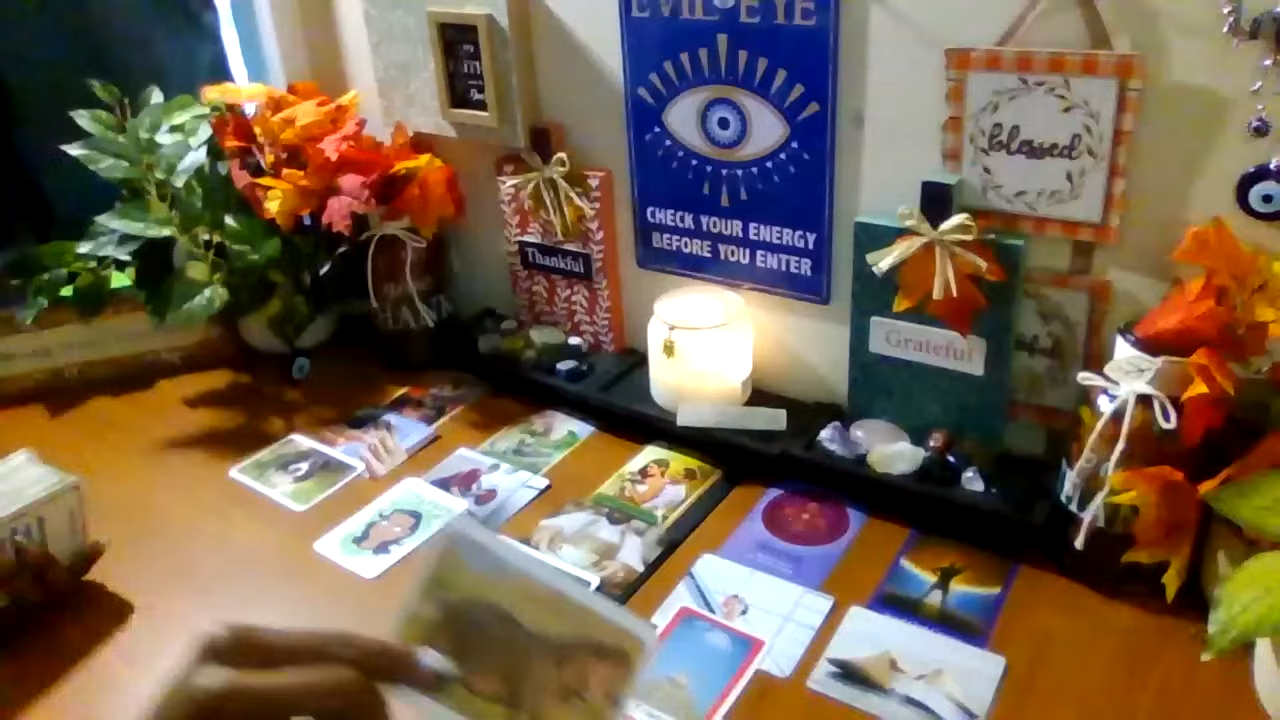 EVIL EYE
CHECK YOUR ENERGY
BEFORE YOU ENTER
blessed
Thankful
Grateful